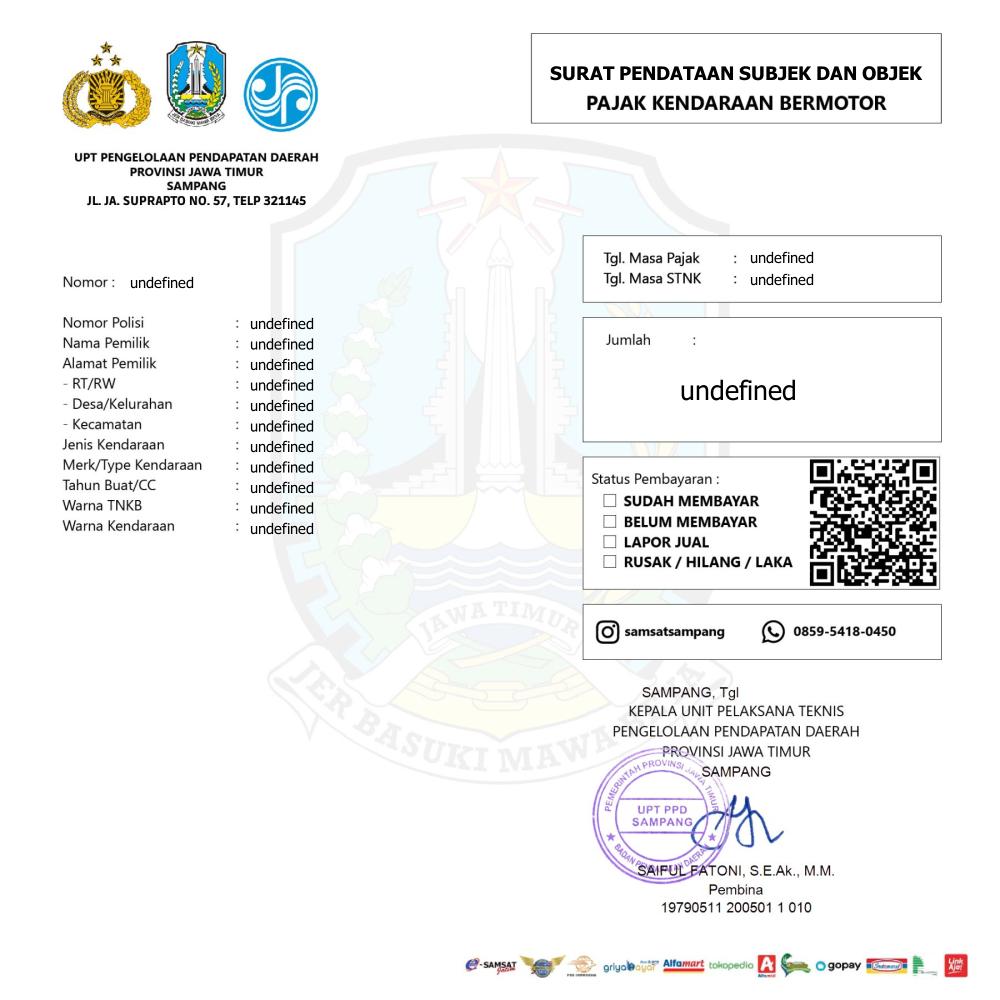 SURAT PENDATAAN SUBJEK DAN OBJEK
PAJAK KENDARAAN BERMOTOR
JER BASUKI MAWA BEYA
UPT PENGELOLAAN PENDAPATAN DAERAH
PROVINSI JAWA TIMUR
SAMPANG
JL. JA. SUPRAPTO NO. 57, TELP 321145
Nomor : undefined
Nomor Polisi : undefined
Nama Pemilik : undefined
Alamat Pemilik : undefined
- RT/RW : undefined
- Desa/Kelurahan : undefined
- Kecamatan : undefined
Jenis Kendaraan : undefined
Merk/Type Kendaraan : undefined
Tahun Buat/CC : undefined
Warna TNKB : undefined
Warna Kendaraan : undefined
Tgl. Masa Pajak : undefined
Tgl. Masa STNK : undefined
Jumlah :
undefined
Status Pembayaran :
SUDAH MEMBAYAR
BELUM MEMBAYAR
LAPOR JUAL
RUSAK / HILANG / LAKA
samsatsampang 0859-5418-0450
JAWA TIMUR
JER BASUKI MAWA
SAMPANG, Tgl
KEPALA UNIT PELAKSANA TEKNIS
PENGELOLAAN PENDAPATAN DAERAH
PROVINSI JAWA TIMUR
SAMPANG
PEMERINTAH PROVINSI JAWA TIMUR
UPT PPD
SAMPANG
BADAN PENDAPATAN DAERAH
SAIFUL FATONI, S.E.Ak., M.M.
Pembina
19790511 200501 1 010
e-SAMSAT Jatim griyabayar Alfamart tokopedia Alfamidi gopay Indomaret Link Aja!